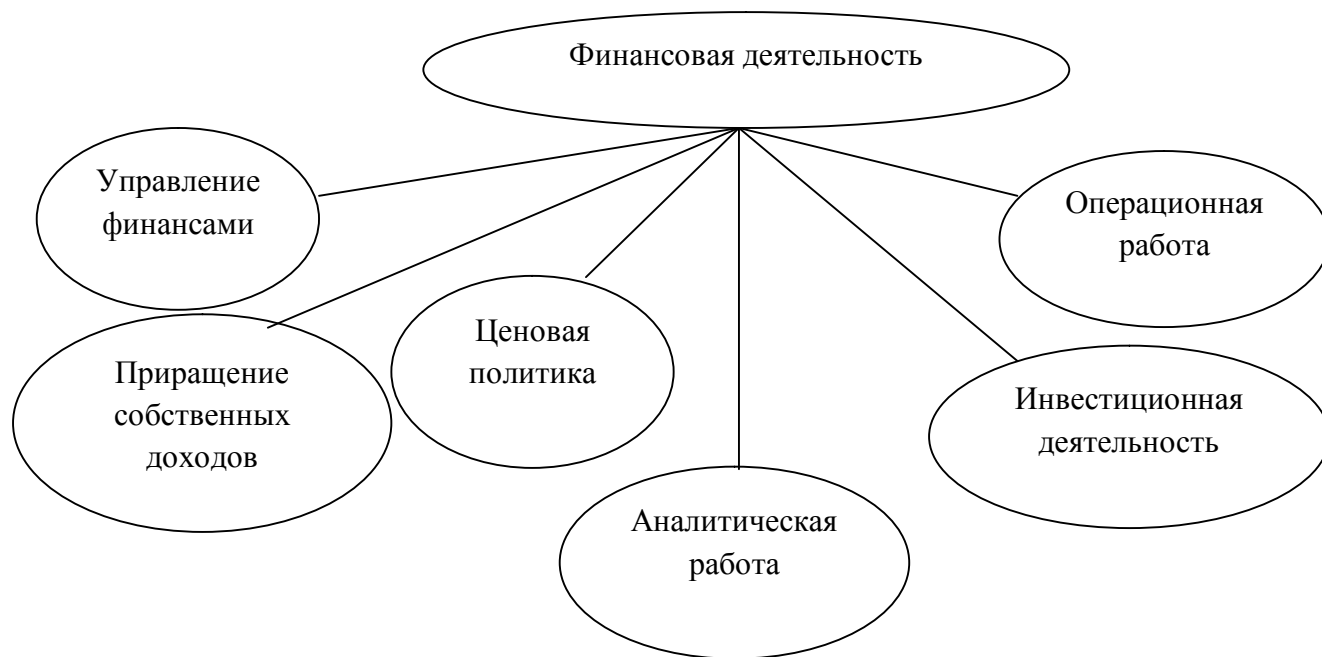 Финансовая деятельность
Управление
финансами
Операционная
работа
Приращение
собственных
доходов
Ценовая
политика
Инвестиционная
деятельность
Аналитическая
работа